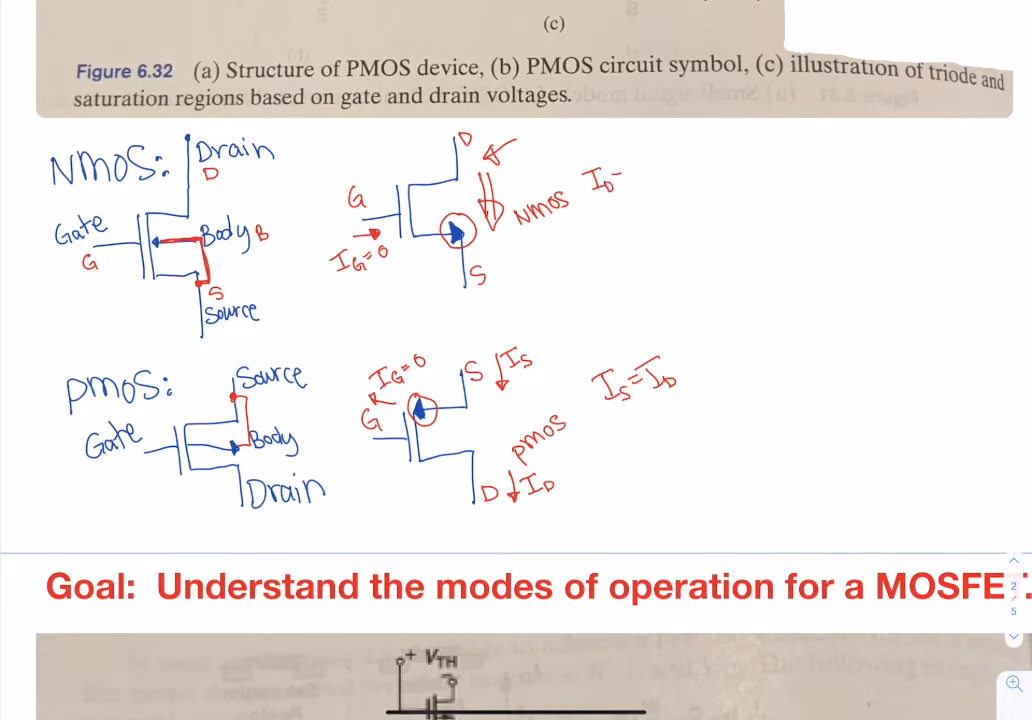 (c)
Figure 6.32 (a) Structure of PMOS device, (b) PMOS circuit symbol, (c) illustration of triode and
saturation regions based on gate and drain voltages.
NMOS:
Drain
D
Gate
G
Body B
S
Source
D
G
IG=0
S
NMOS
ID
PMOS:
Source
Gate
Body
Drain
IG=0
G
S
IS
IS=ID
pmos
D
ID
Goal: Understand the modes of operation for a MOSFE
2
5
+ VTH